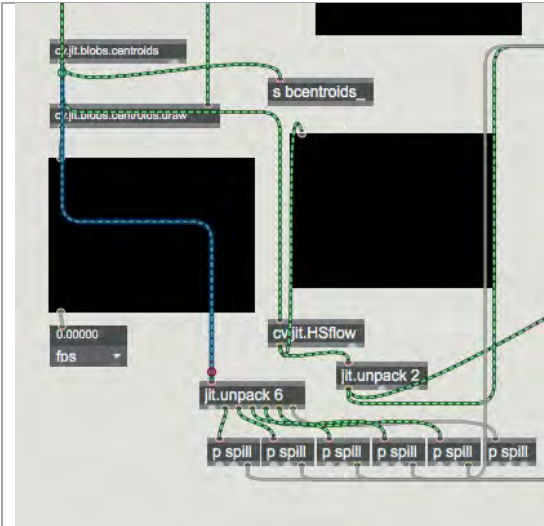 cv.jit.blobs.centroids
s bcentroids_
cv.jit.blobs.centroids.draw
0.00000
fps
cv.jit.HSflow
jit.unpack 2
jit.unpack 6
p spill
p spill
p spill
p spill
p spill
p spill